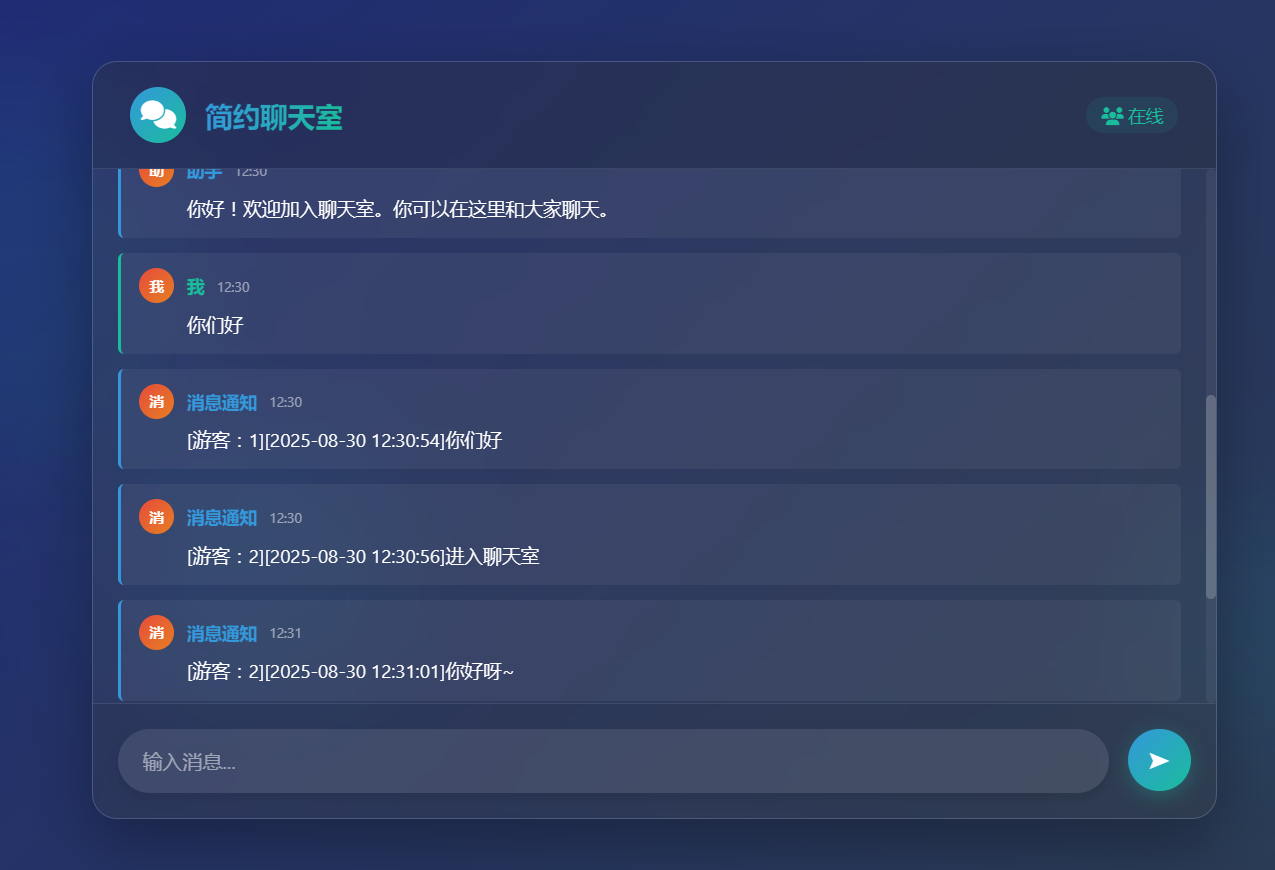 简约聊天室
在线
助
助手 12:30
你好！欢迎加入聊天室。你可以在这里和大家聊天。
我
我 12:30
你们好
消
消息通知 12:30
[游客：1][2025-08-30 12:30:54]你们好
消
消息通知 12:30
[游客：2][2025-08-30 12:30:56]进入聊天室
消
消息通知 12:31
[游客：2][2025-08-30 12:31:01]你好呀~
输入消息...